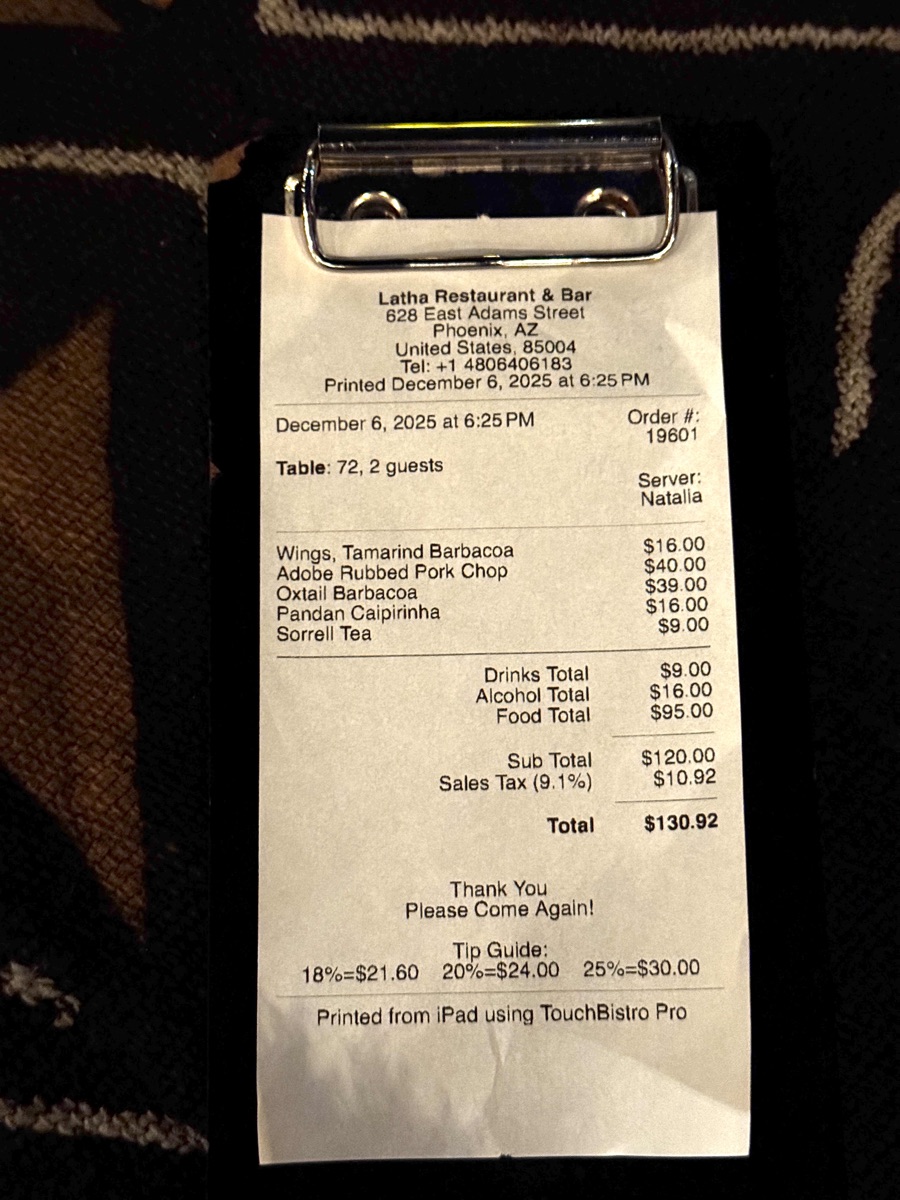 Latha Restaurant & Bar
628 East Adams Street
Phoenix, AZ
United States, 85004
Tel: +1 4806406183
Printed December 6, 2025 at 6:25 PM
December 6, 2025 at 6:25 PM Order #:
19601
Table: 72, 2 guests
Server:
Natalia
Wings, Tamarind Barbacoa $16.00
Adobe Rubbed Pork Chop $40.00
Oxtail Barbacoa $39.00
Pandan Caipirinha $16.00
Sorrell Tea $9.00
Drinks Total $9.00
Alcohol Total $16.00
Food Total $95.00
Sub Total $120.00
Sales Tax (9.1%) $10.92
Total $130.92
Thank You
Please Come Again!
Tip Guide:
18%=$21.60 20%=$24.00 25%=$30.00
Printed from iPad using TouchBistro Pro